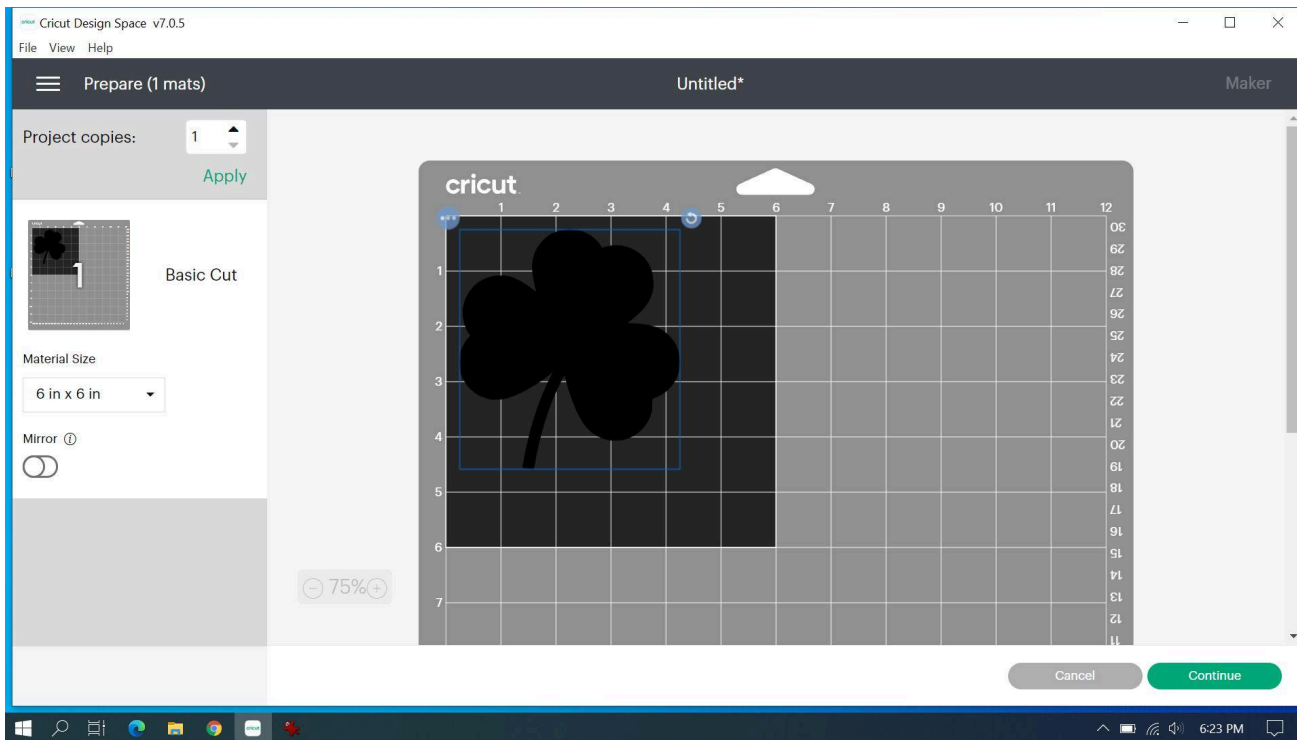 Cricut Design Space v7.0.5
File View Help
Prepare (1 mats)
Untitled*
Maker
Project copies:
1
Apply
1
Basic Cut
Material Size
6 in x 6 in
Mirror
75%
cricut
1 2 3 4 5 6 7 8 9 10 11 12
1
2
3
4
5
6
7
30
29
28
27
26
25
24
23
22
21
20
19
18
17
16
15
14
13
12
11
Cancel
Continue
6:23 PM